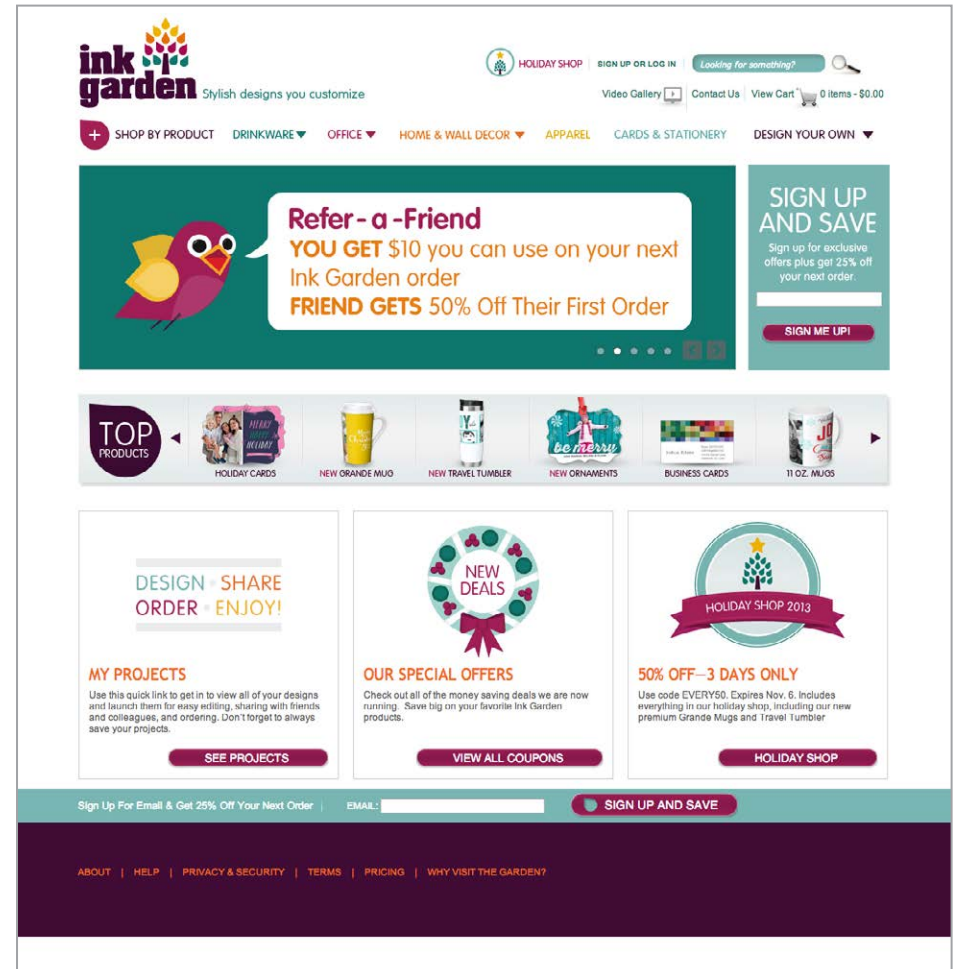 ink
garden
Stylish designs you customize
HOLIDAY SHOP
SIGN UP OR LOG IN
Looking for something?
Video Gallery
Contact Us
View Cart
0 items - $0.00
SHOP BY PRODUCT
DRINKWARE
OFFICE
HOME & WALL DECOR
APPAREL
CARDS & STATIONERY
DESIGN YOUR OWN
Refer-a-Friend
YOU GET $10 you can use on your next
Ink Garden order
FRIEND GETS 50% Off Their First Order
SIGN UP
AND SAVE
Sign up for exclusive
offers plus get 25% off
your next order.
SIGN ME UP!
TOP
PRODUCTS
MERRY
HAPPY
HOLIDAY
HOLIDAY CARDS
NEW GRANDE MUG
NEW TRAVEL TUMBLER
be merry
NEW ORNAMENTS
BUSINESS CARDS
JO
11 OZ. MUGS
DESIGN • SHARE
ORDER • ENJOY!
MY PROJECTS
Use this quick link to get in to view all of your designs
and launch them for easy editing, sharing with friends
and colleagues, and ordering. Don't forget to always
save your projects.
SEE PROJECTS
NEW
DEALS
OUR SPECIAL OFFERS
Check out all of the money saving deals we are now
running. Save big on your favorite Ink Garden
products.
VIEW ALL COUPONS
HOLIDAY SHOP 2013
50% OFF—3 DAYS ONLY
Use code EVERY50. Expires Nov. 6. Includes
everything in our holiday shop, including our new
premium Grande Mugs and Travel Tumbler
HOLIDAY SHOP
Sign Up For Email & Get 25% Off Your Next Order |
EMAIL:
SIGN UP AND SAVE
ABOUT | HELP | PRIVACY & SECURITY | TERMS | PRICING | WHY VISIT THE GARDEN?